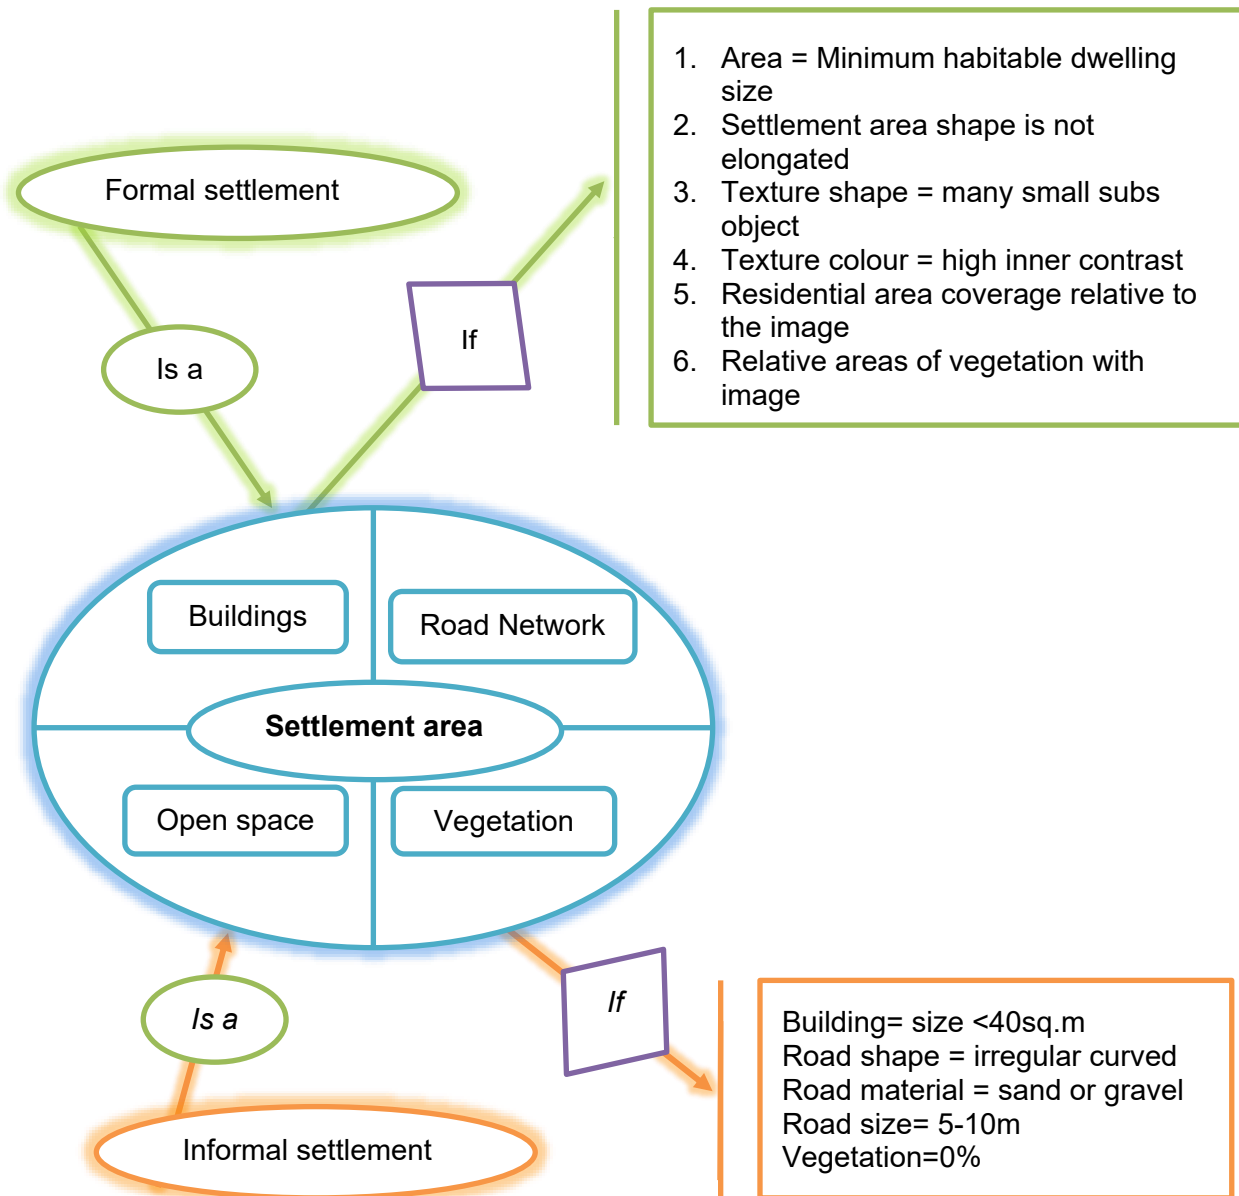 1. Area = Minimum habitable dwelling
size
2. Settlement area shape is not
elongated
3. Texture shape = many small subs
object
4. Texture colour = high inner contrast
5. Residential area coverage relative to
the image
6. Relative areas of vegetation with
image
Formal settlement
If
Is a
Buildings
Road Network
Settlement area
Open space
Vegetation
Is a
If
Building= size <40sq.m
Road shape = irregular curved
Road material = sand or gravel
Road size= 5-10m
Vegetation=0%
Informal settlement